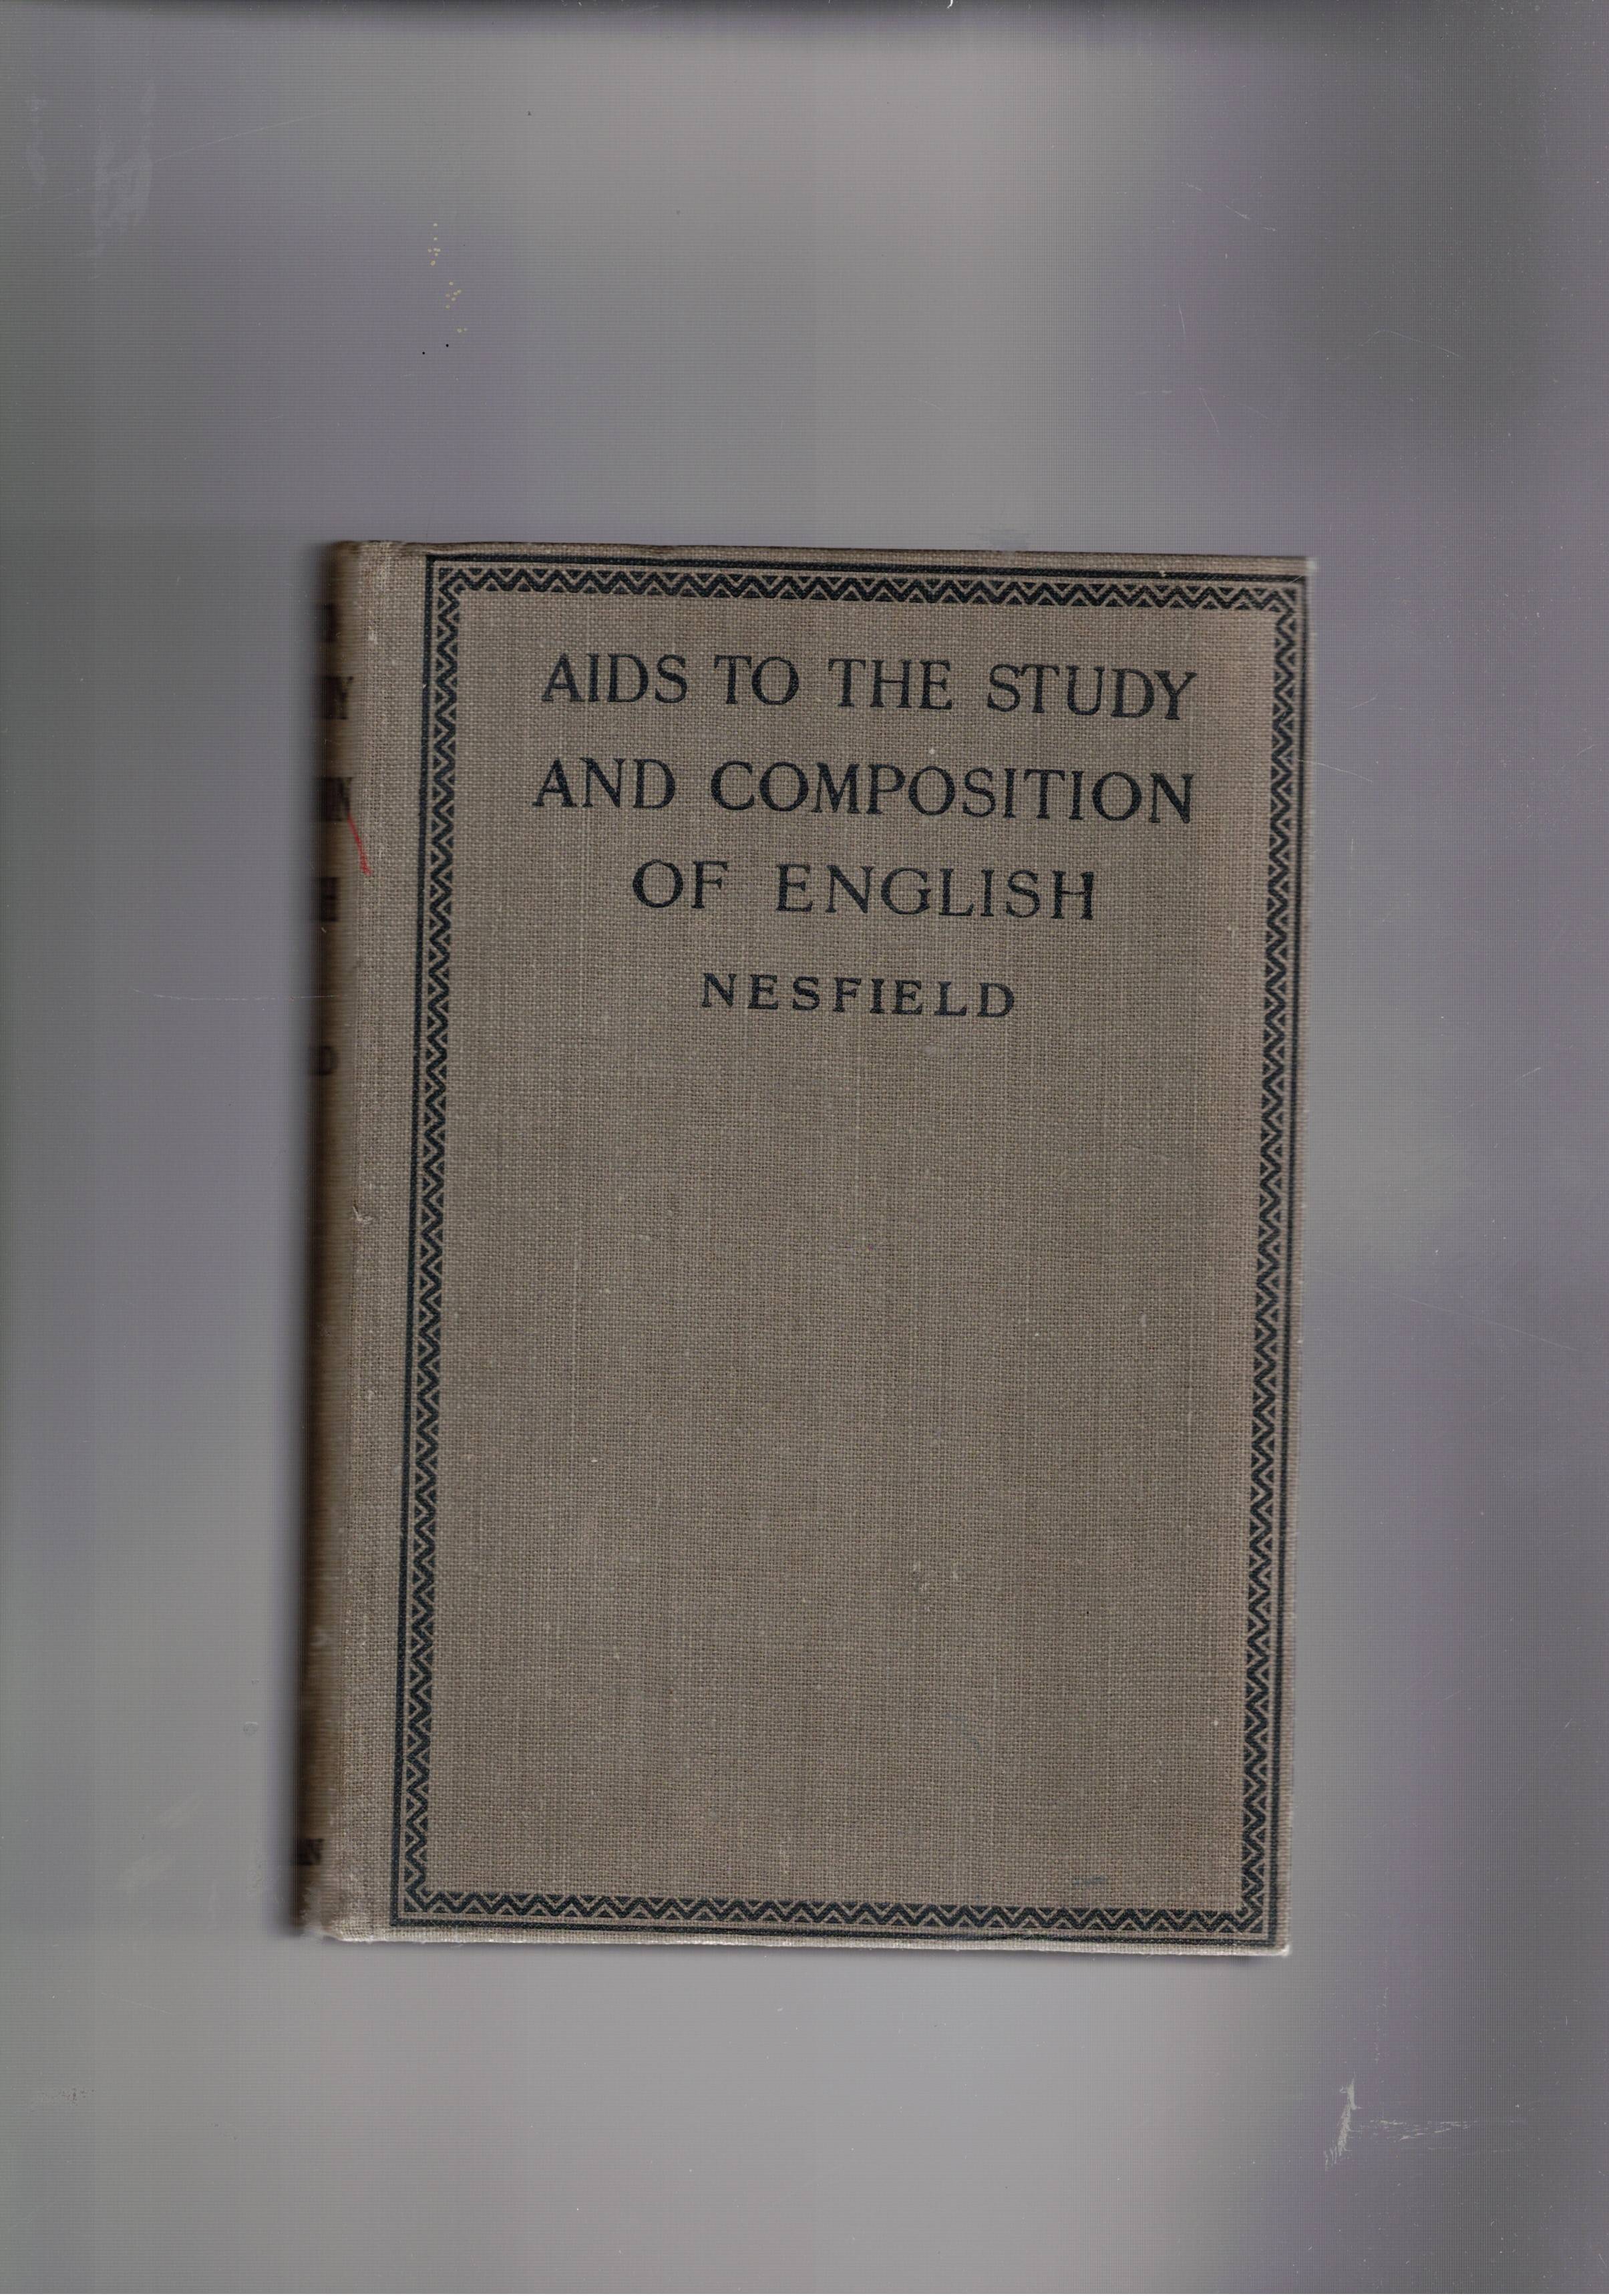 AIDS TO THE STUDY
AND COMPOSITION
OF ENGLISH
NESFIELD